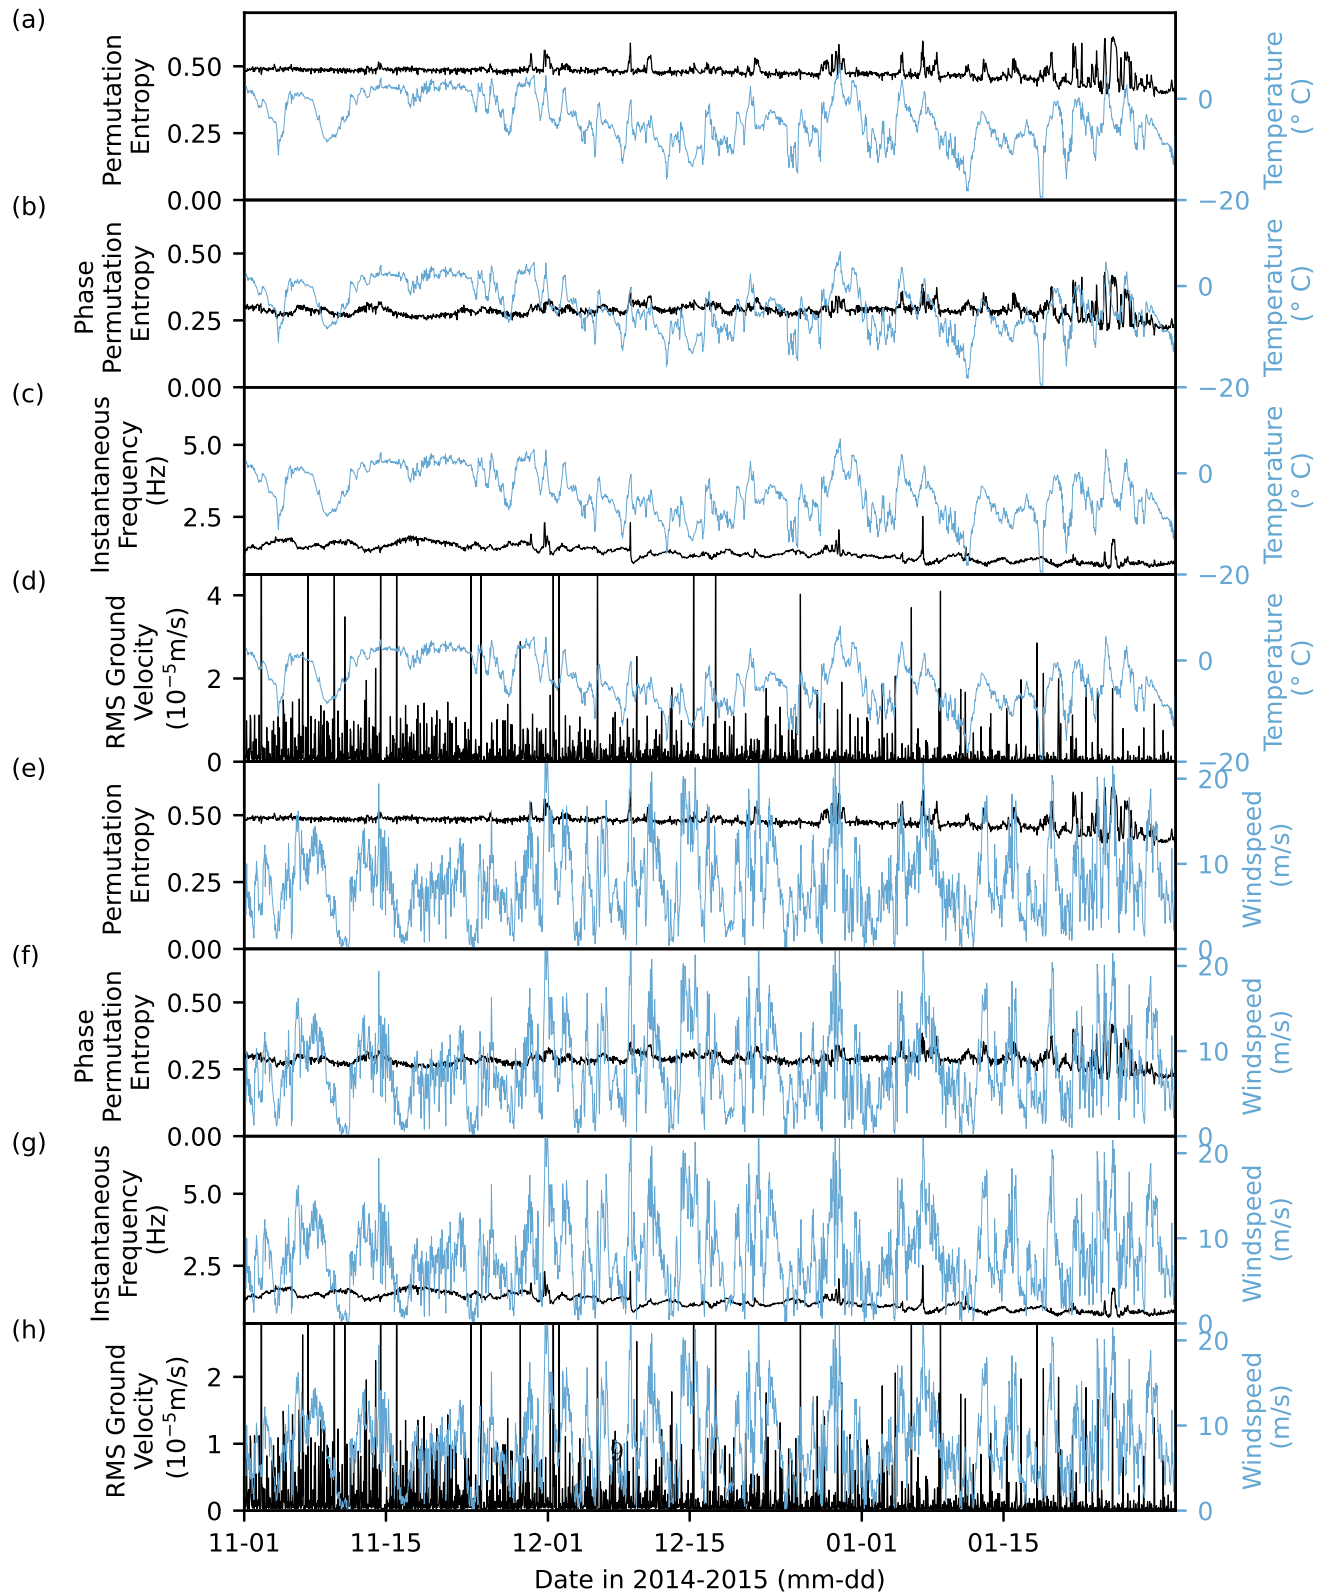 (a)
Permutation
Entropy
0.50
0.25
0.00
0
−20
Temperature
(° C)
(b)
Phase
Permutation
Entropy
0.50
0.25
0.00
0
−20
Temperature
(° C)
(c)
Instantaneous
Frequency
(Hz)
5.0
2.5
0
−20
Temperature
(° C)
(d)
RMS Ground
Velocity
(10⁻⁵m/s)
4
2
0
0
−20
Temperature
(° C)
(e)
Permutation
Entropy
0.50
0.25
0.00
20
10
0
Windspeed
(m/s)
(f)
Phase
Permutation
Entropy
0.50
0.25
0.00
20
10
0
Windspeed
(m/s)
(g)
Instantaneous
Frequency
(Hz)
5.0
2.5
20
10
0
Windspeed
(m/s)
(h)
RMS Ground
Velocity
(10⁻⁵m/s)
2
1
0
20
10
0
Windspeed
(m/s)
9
11-01 11-15 12-01 12-15 01-01 01-15
Date in 2014-2015 (mm-dd)